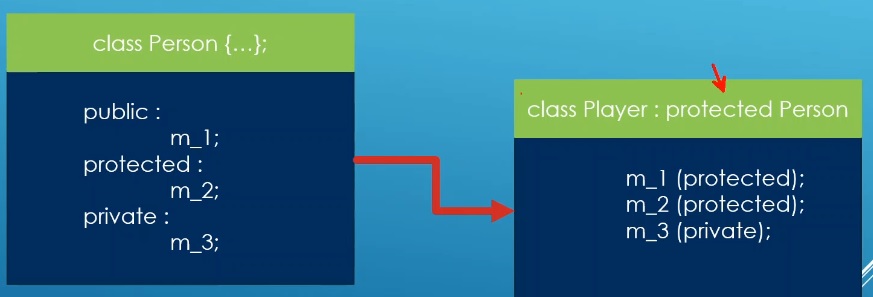 class Person {...};
public :
m_1;
protected :
m_2;
private :
m_3;
class Player : protected Person
m_1 (protected);
m_2 (protected);
m_3 (private);